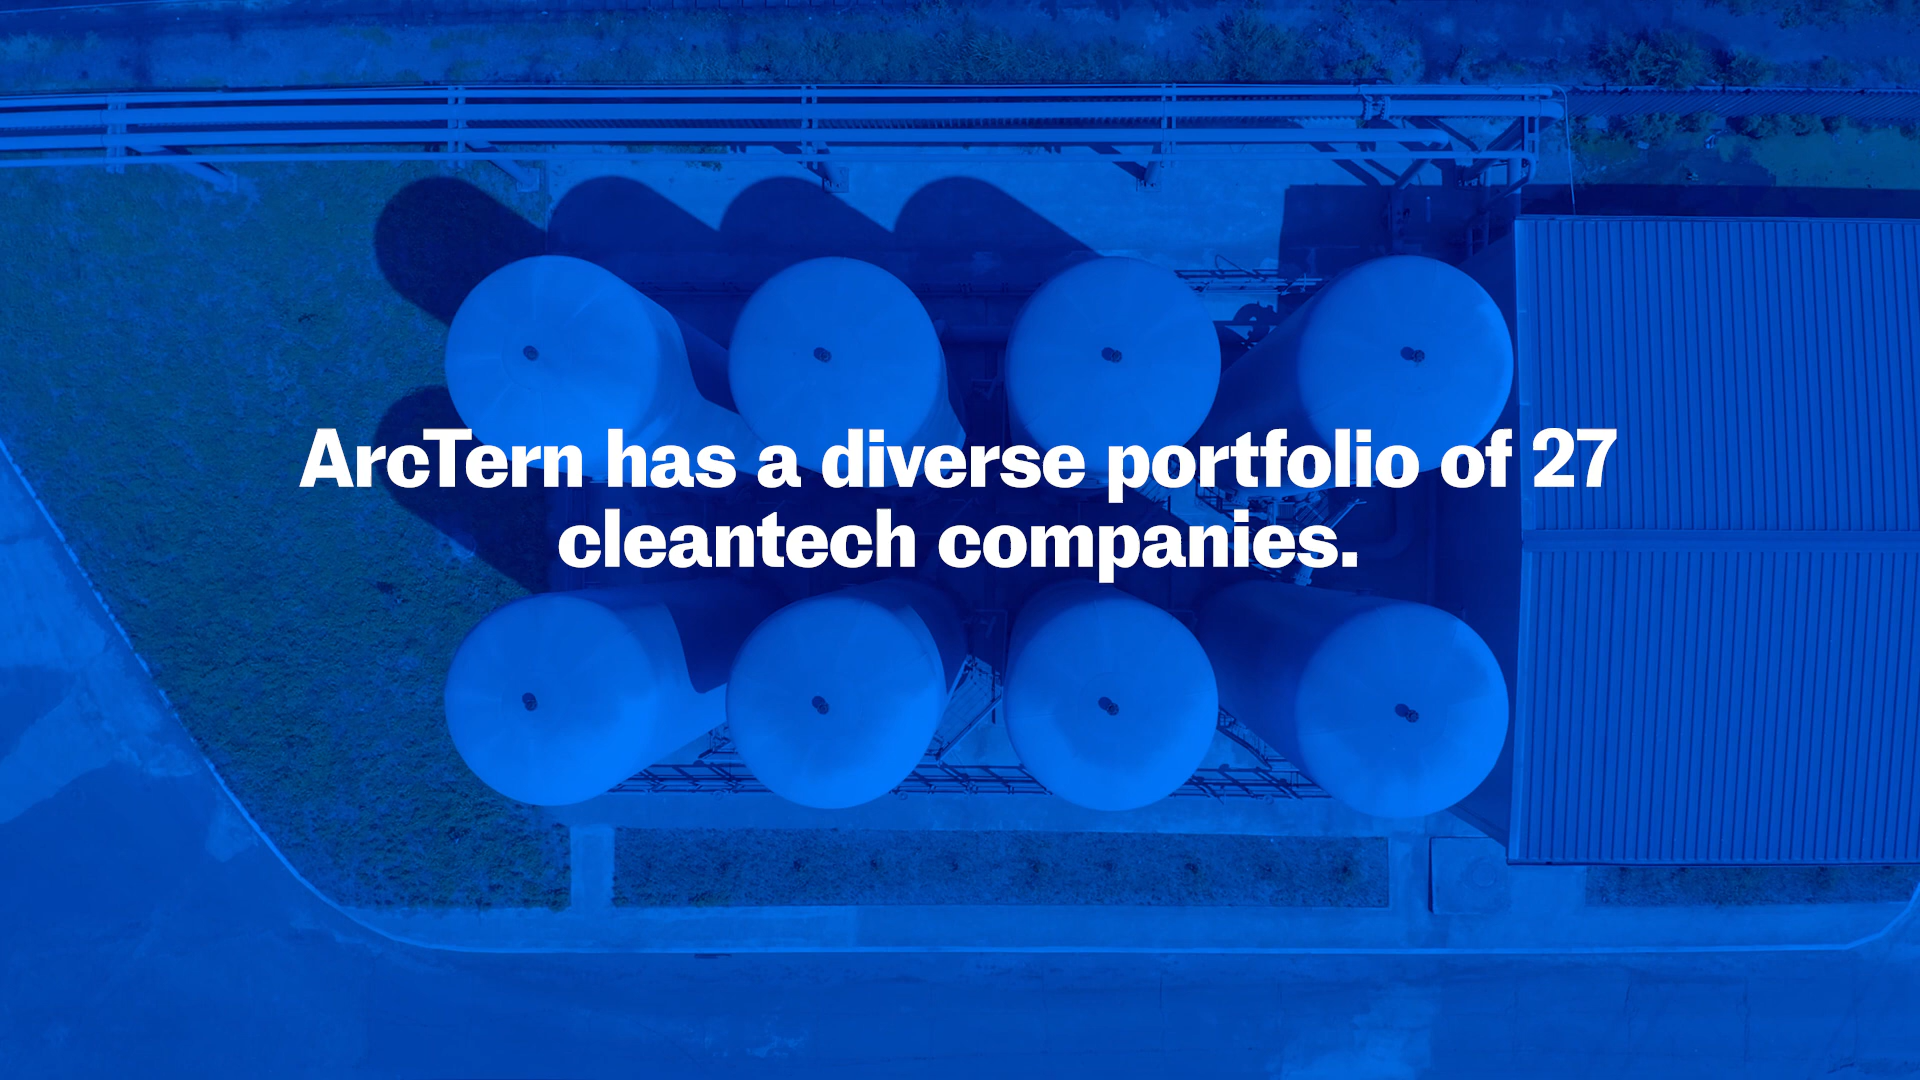 ArcTern has a diverse portfolio of 27
cleantech companies.